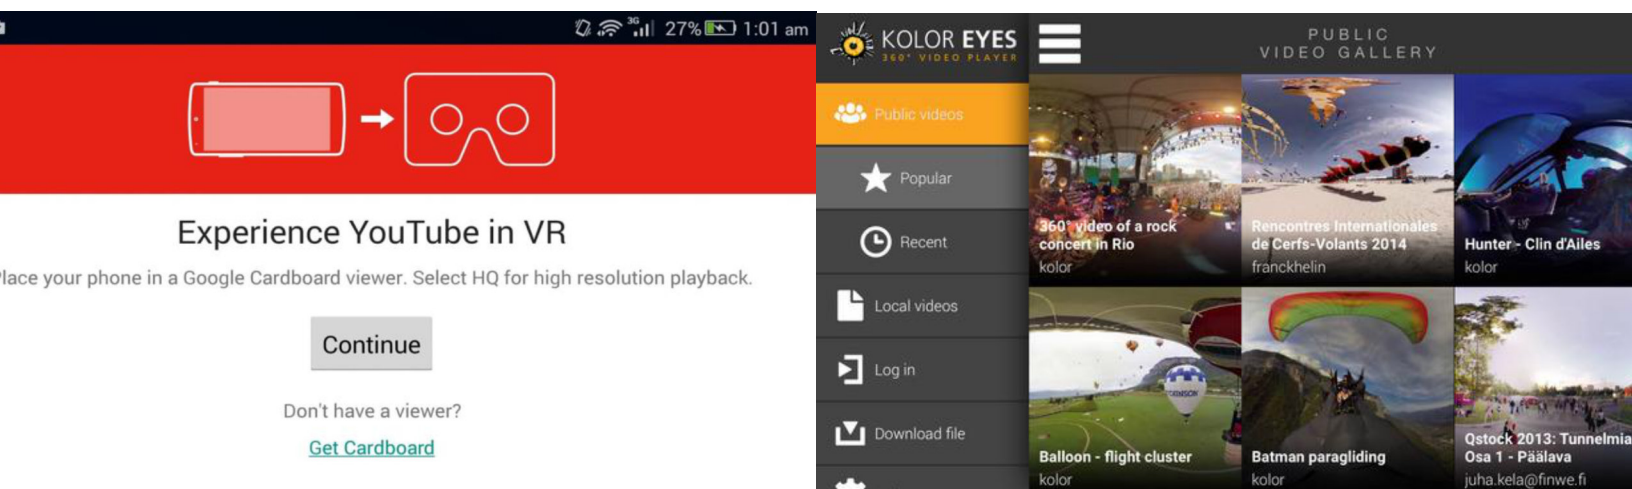 3G 27% 1:01 am
Experience YouTube in VR
lace your phone in a Google Cardboard viewer. Select HQ for high resolution playback.
Continue
Don't have a viewer?
Get Cardboard
KOLOR EYES
360° VIDEO PLAYER
Public videos
Popular
Recent
Local videos
Log in
Download file
PUBLIC
VIDEO GALLERY
360° video of a rock
concert in Rio
kolor
Rencontres Internationales
de Cerfs-Volants 2014
franckhelin
Hunter - Clin d'Ailes
kolor
Balloon - flight cluster
kolor
Batman paragliding
kolor
Qstock 2013: Tunnelmia
Osa 1 - Päälava
juha.kela@finwe.fi